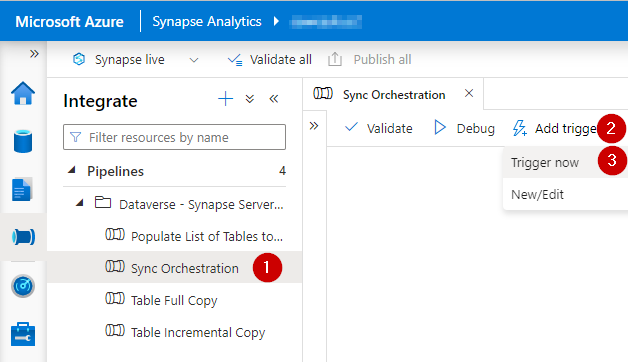 Microsoft Azure Synapse Analytics
Synapse live Validate all Publish all
Integrate
Sync Orchestration
Filter resources by name
Validate Debug Add trigge 2
Pipelines 4
Trigger now 3
Dataverse - Synapse Server...
New/Edit
Populate List of Tables to...
Sync Orchestration 1
Table Full Copy
Table Incremental Copy